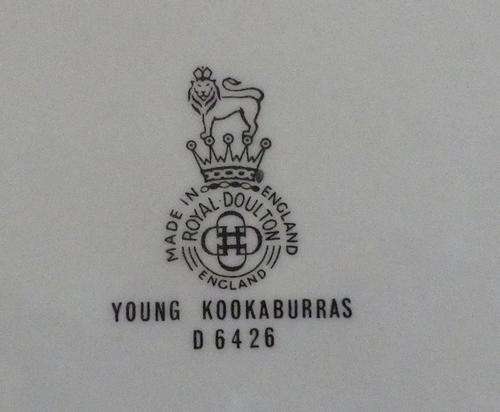 MADE IN ENGLAND
ROYAL·DOULTON
ENGLAND
YOUNG KOOKABURRAS
D 6426